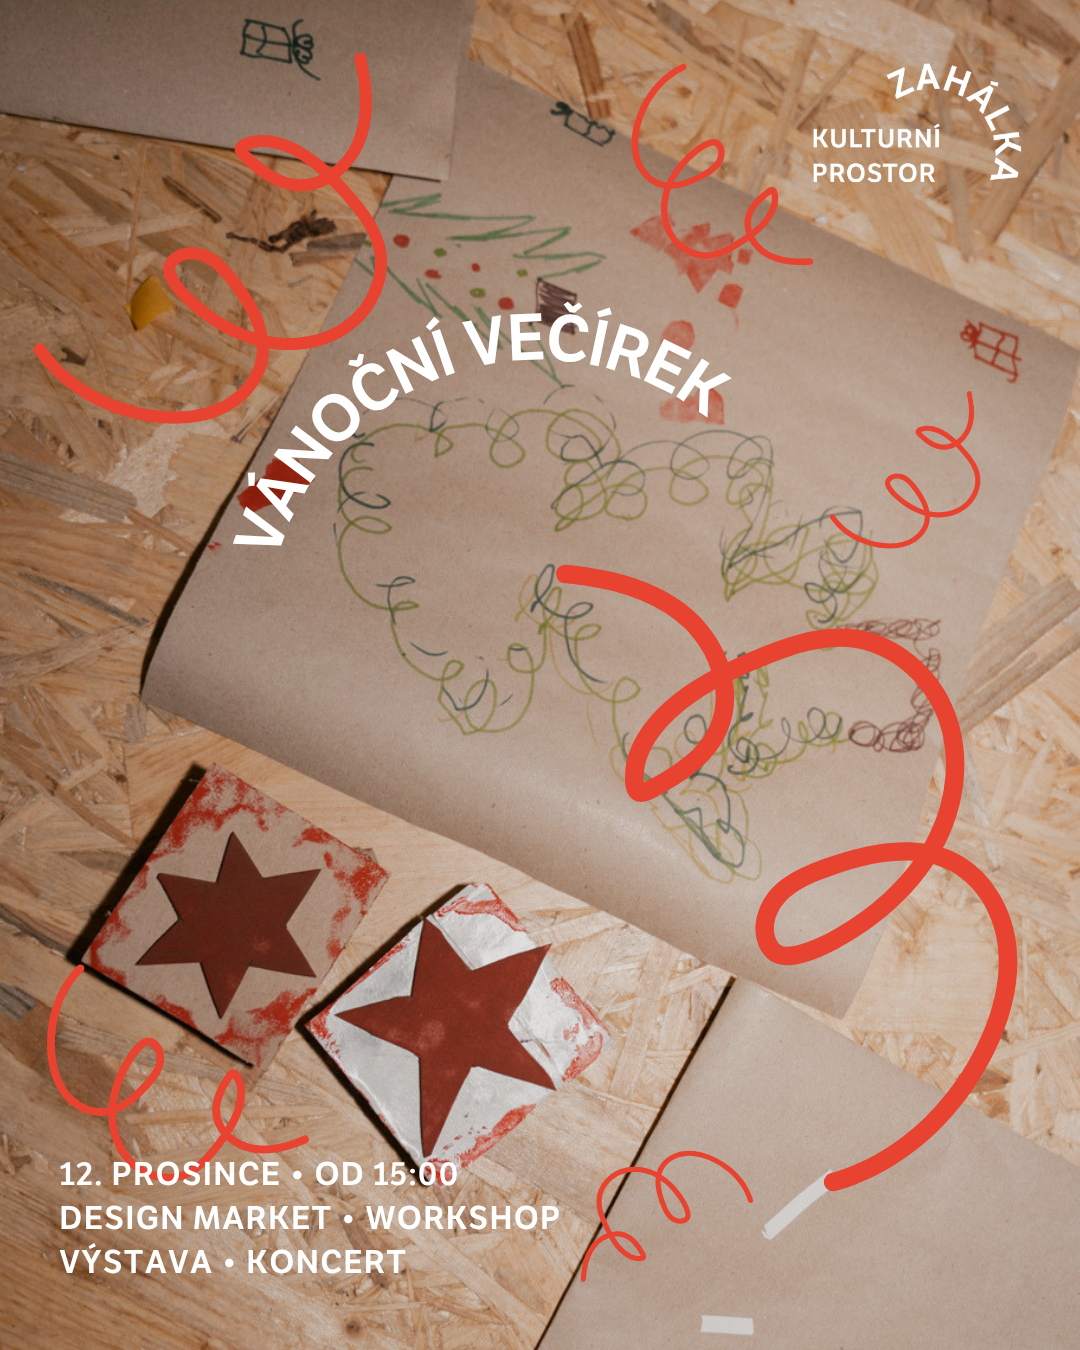 ZAHÁLKA
KULTURNÍ
PROSTOR
VÁNOČNÍ VEČÍREK
12. PROSINCE • OD 15:00
DESIGN MARKET • WORKSHOP
VÝSTAVA • KONCERT